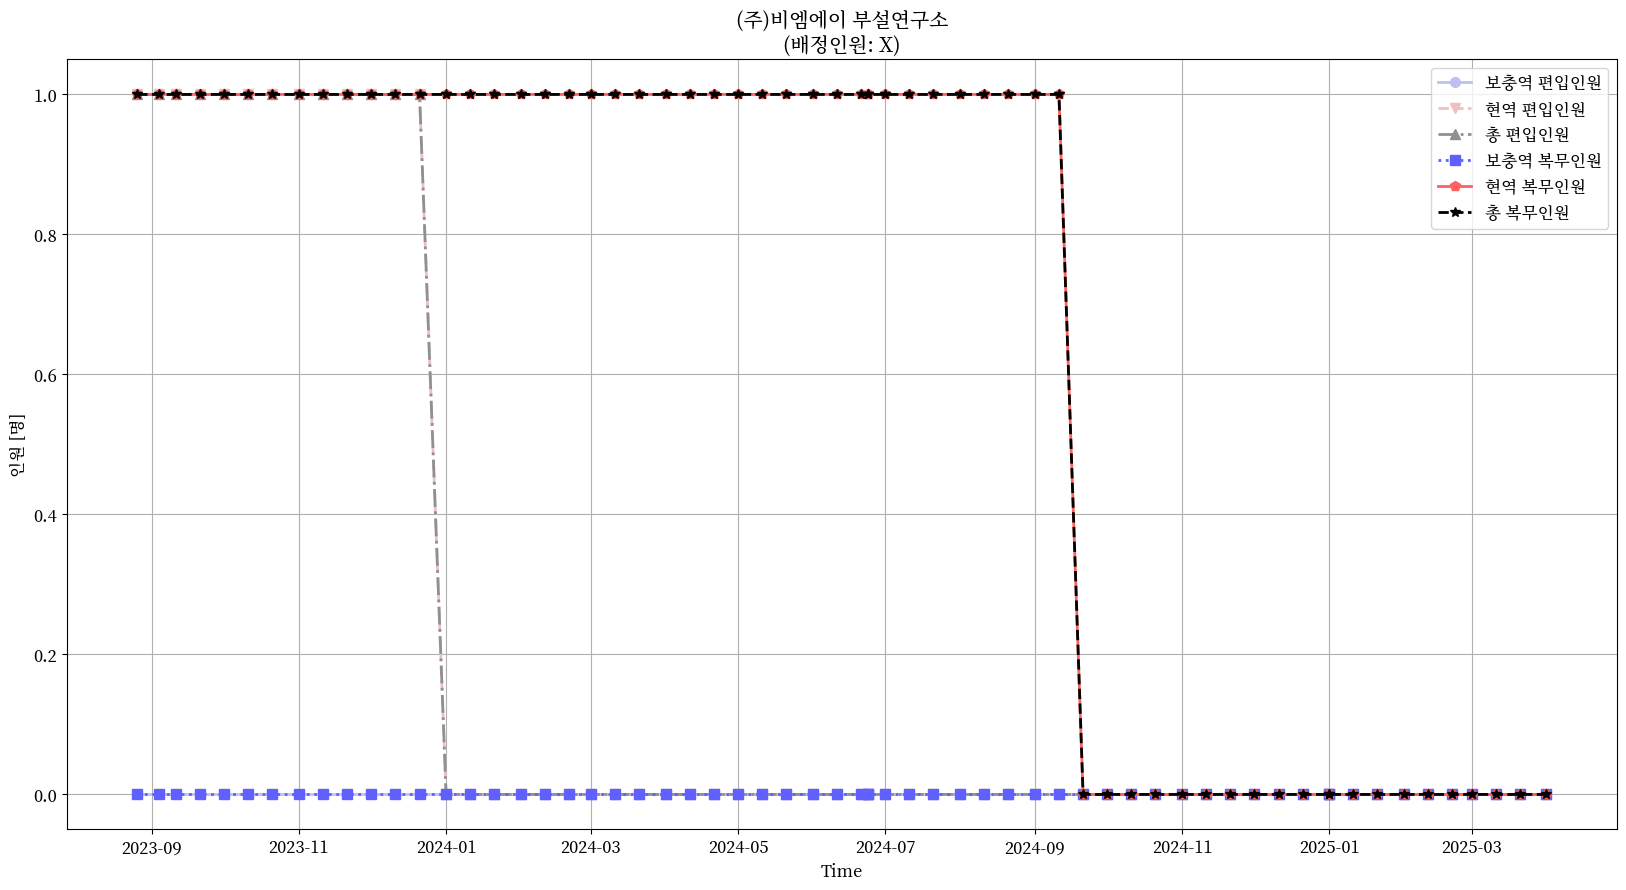 (주)비엠에이 부설연구소
(배정인원: X)
보충역 편입인원
현역 편입인원
총 편입인원
보충역 복무인원
현역 복무인원
총 복무인원
인원 [명]
1.0
0.8
0.6
0.4
0.2
0.0
2023-09
2023-11
2024-01
2024-03
2024-05
2024-07
2024-09
2024-11
2025-01
2025-03
Time